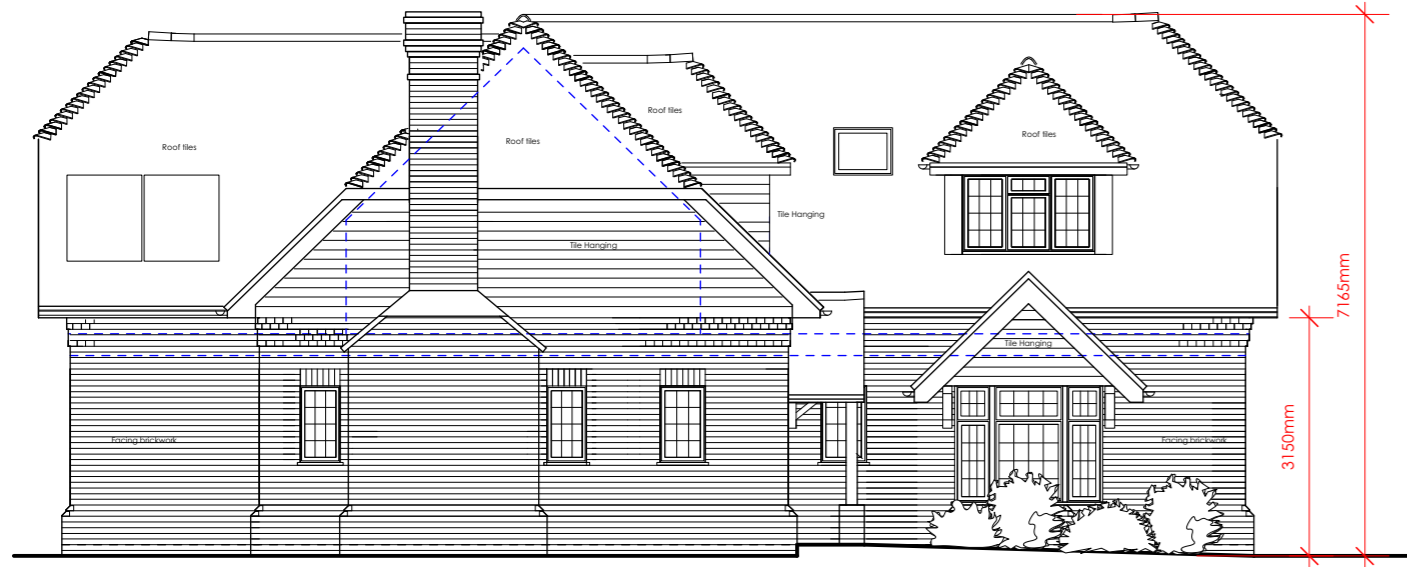 Roof tiles
Roof tiles
Roof tiles
Roof tiles
Tile Hanging
Tile Hanging
7165mm
Tile Hanging
3150mm
Facing brickwork
Facing brickwork